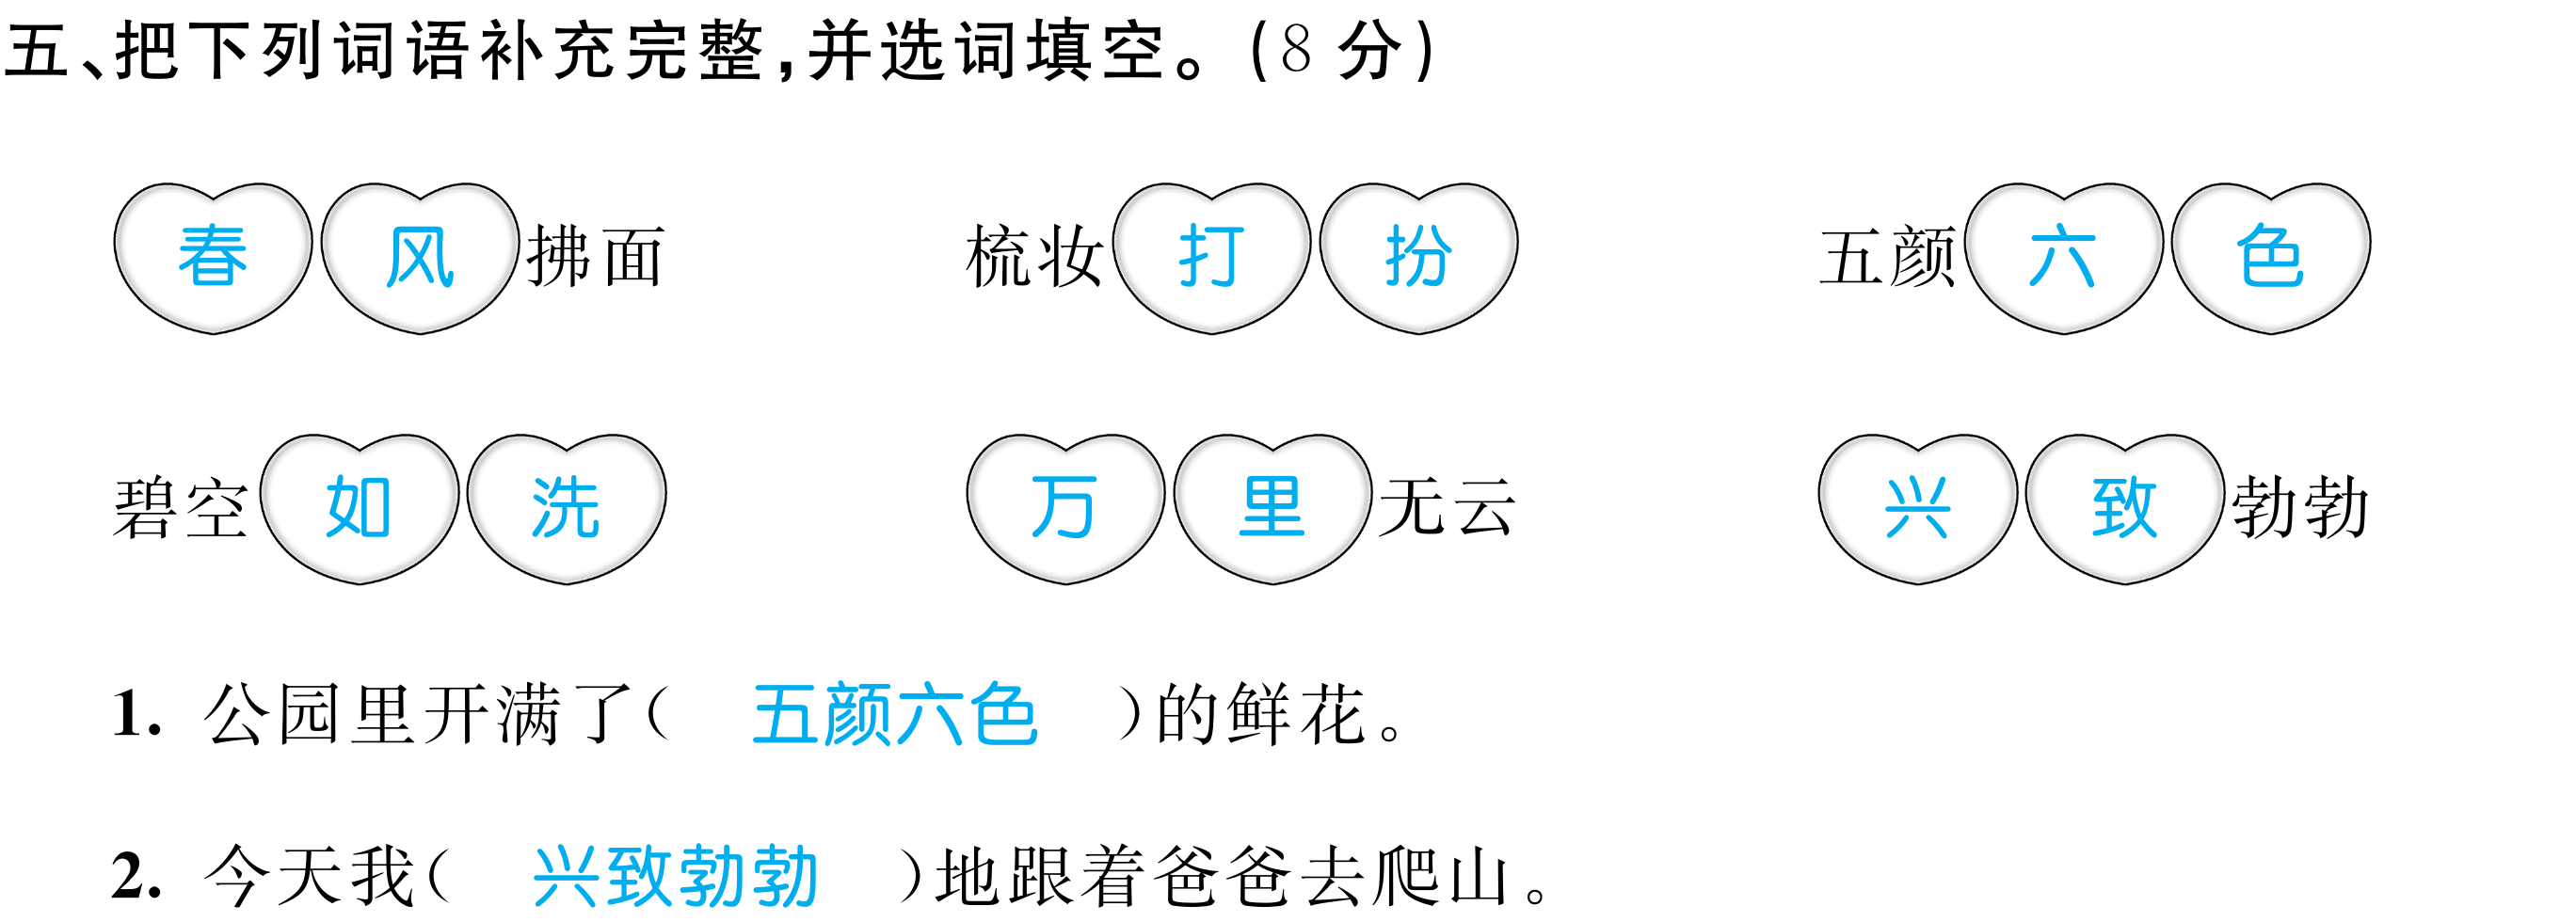 五、把下列词语补充完整,并选词填空。(8分)
春风拂面 梳妆打扮 五颜六色
碧空如洗 万里无云 兴致勃勃
1. 公园里开满了( 五颜六色 )的鲜花。
2. 今天我( 兴致勃勃 )地跟着爸爸去爬山。